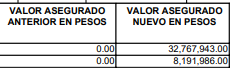 VALOR ASEGURADO VALOR ASEGURADO
ANTERIOR EN PESOS NUEVO EN PESOS
0.00 32,767,943.00
0.00 8,191,986.00